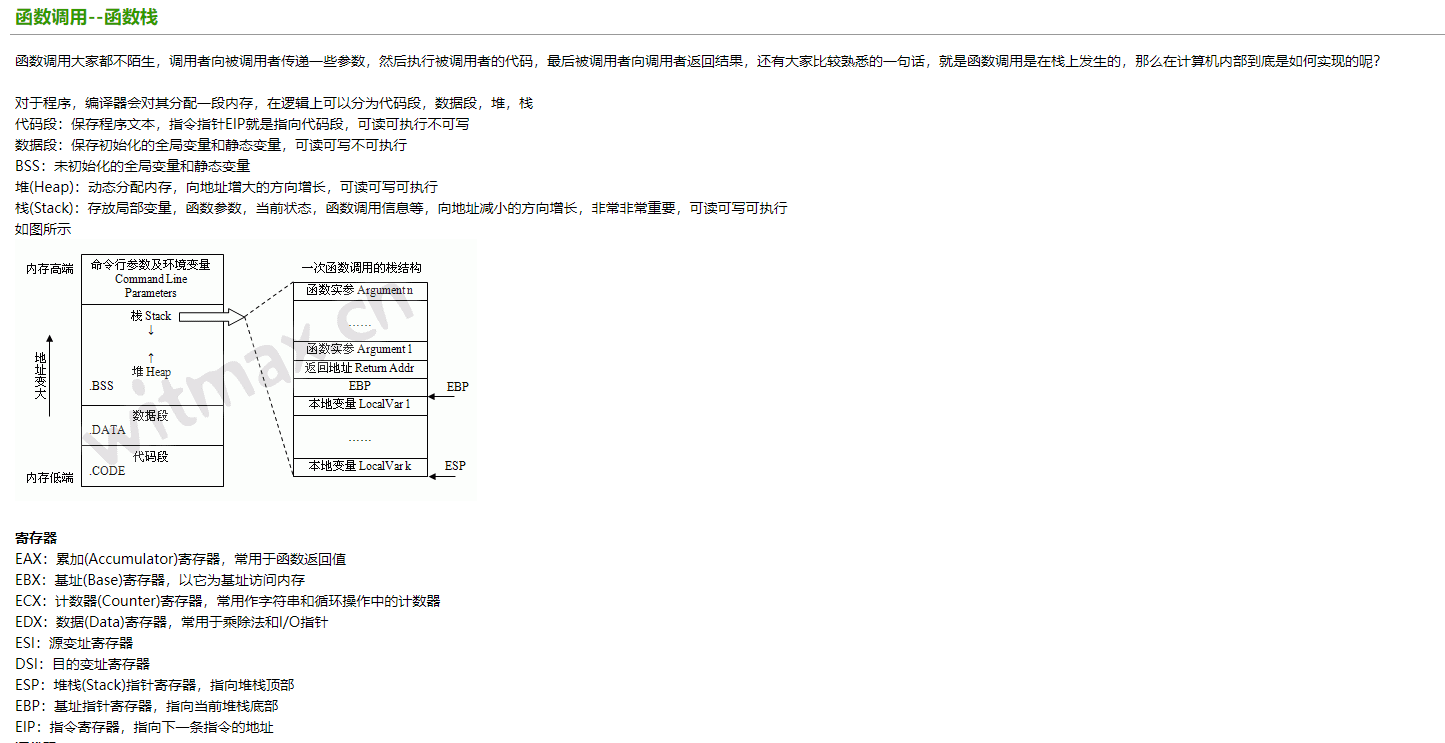 函数调用--函数栈
函数调用大家都不陌生，调用者向被调用者传递一些参数，然后执行被调用者的代码，最后被调用者向调用者返回结果，还有大家比较熟悉的一句话，就是函数调用是在栈上发生的，那么在计算机内部到底是如何实现的呢？
对于程序，编译器会对其分配一段内存，在逻辑上可以分为代码段，数据段，堆，栈
代码段：保存程序文本，指令指针EIP就是指向代码段，可读可执行不可写
数据段：保存初始化的全局变量和静态变量，可读可写不可执行
BSS：未初始化的全局变量和静态变量
堆(Heap)：动态分配内存，向地址增大的方向增长，可读可写可执行
栈(Stack)：存放局部变量，函数参数，当前状态，函数调用信息等，向地址减小的方向增长，非常非常重要，可读可写可执行
如图所示
内存高端
命令行参数及环境变量
Command Line
Parameters
栈 Stack
↓
↑
堆 Heap
.BSS
数据段
.DATA
代码段
.CODE
地址变大
内存低端
一次函数调用的栈结构
函数实参 Argument n
……
函数实参 Argument 1
返回地址 Return Addr
EBP
EBP
本地变量 LocalVar 1
……
本地变量 LocalVar k
ESP
witmax.cn
寄存器
EAX：累加(Accumulator)寄存器，常用于函数返回值
EBX：基址(Base)寄存器，以它为基址访问内存
ECX：计数器(Counter)寄存器，常用作字符串和循环操作中的计数器
EDX：数据(Data)寄存器，常用于乘除法和I/O指针
ESI：源变址寄存器
DSI：目的变址寄存器
ESP：堆栈(Stack)指针寄存器，指向堆栈顶部
EBP：基址指针寄存器，指向当前堆栈底部
EIP：指令寄存器，指向下一条指令的地址